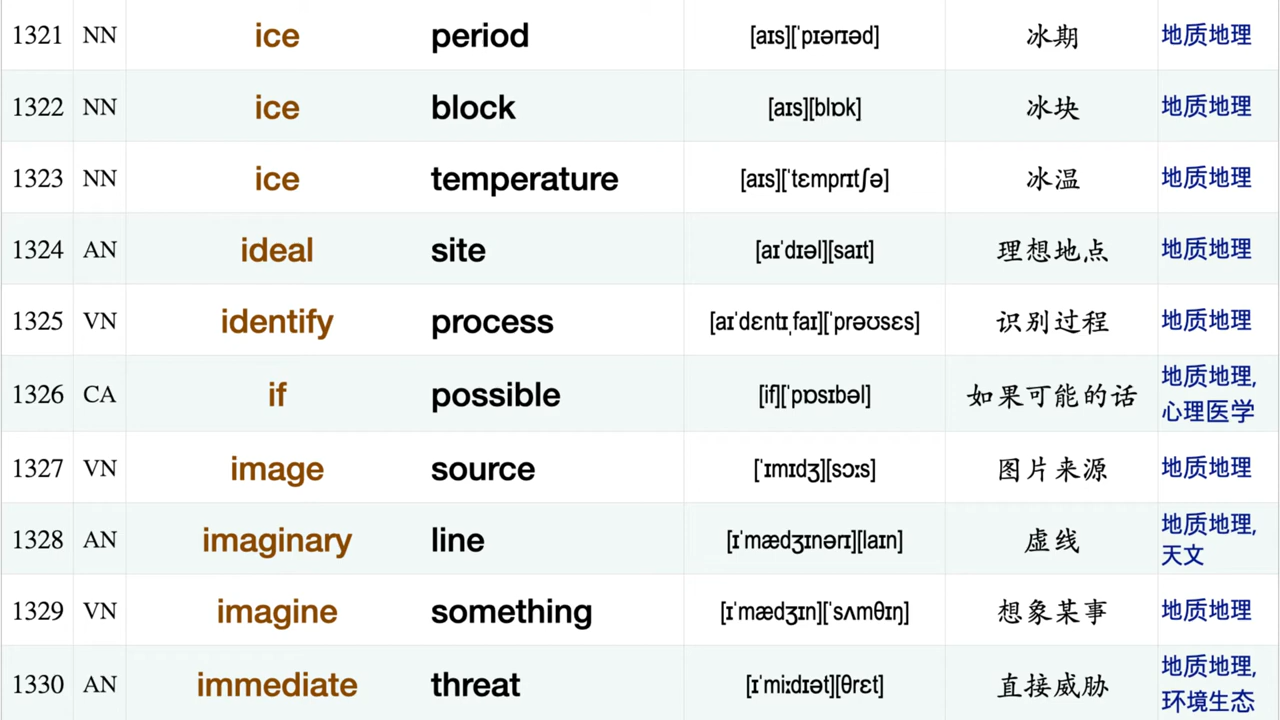 1321 NN ice period [aɪs][ˈpɪərɪəd] 冰期 地质地理
1322 NN ice block [aɪs][blɒk] 冰块 地质地理
1323 NN ice temperature [aɪs][ˈtɛmprɪtʃə] 冰温 地质地理
1324 AN ideal site [aɪˈdɪəl][saɪt] 理想地点 地质地理
1325 VN identify process [aɪˈdɛntɪˌfaɪ][ˈprəʊsɛs] 识别过程 地质地理
1326 CA if possible [if][ˈpɒsɪbəl] 如果可能的话 地质地理,
心理医学
1327 VN image source [ˈɪmɪdʒ][sɔːs] 图片来源 地质地理
1328 AN imaginary line [ɪˈmædʒɪnərɪ][laɪn] 虚线 地质地理,
天文
1329 VN imagine something [ɪˈmædʒɪn][ˈsʌmθɪŋ] 想象某事 地质地理
1330 AN immediate threat [ɪˈmiːdɪət][θrɛt] 直接威胁 地质地理,
环境生态